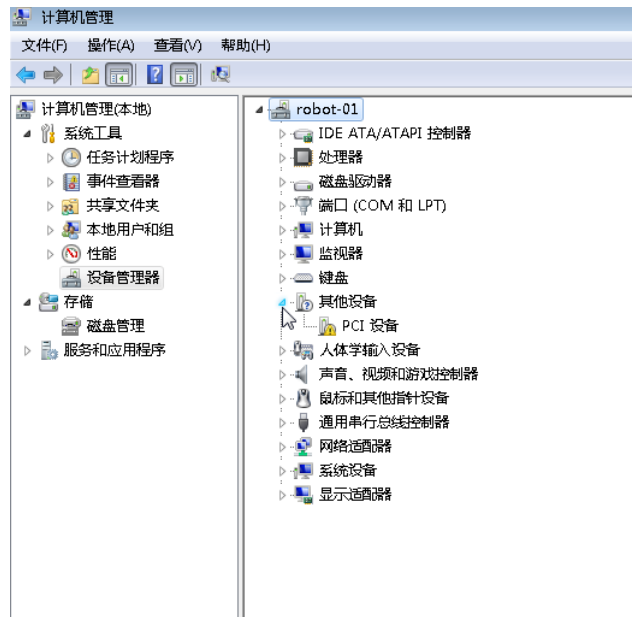 计算机管理
文件(F) 操作(A) 查看(V) 帮助(H)
计算机管理(本地)
系统工具
任务计划程序
事件查看器
共享文件夹
本地用户和组
性能
设备管理器
存储
磁盘管理
服务和应用程序
robot-01
IDE ATA/ATAPI 控制器
处理器
磁盘驱动器
端口 (COM 和 LPT)
计算机
监视器
键盘
其他设备
PCI 设备
人体学输入设备
声音、视频和游戏控制器
鼠标和其他指针设备
通用串行总线控制器
网络适配器
系统设备
显示适配器